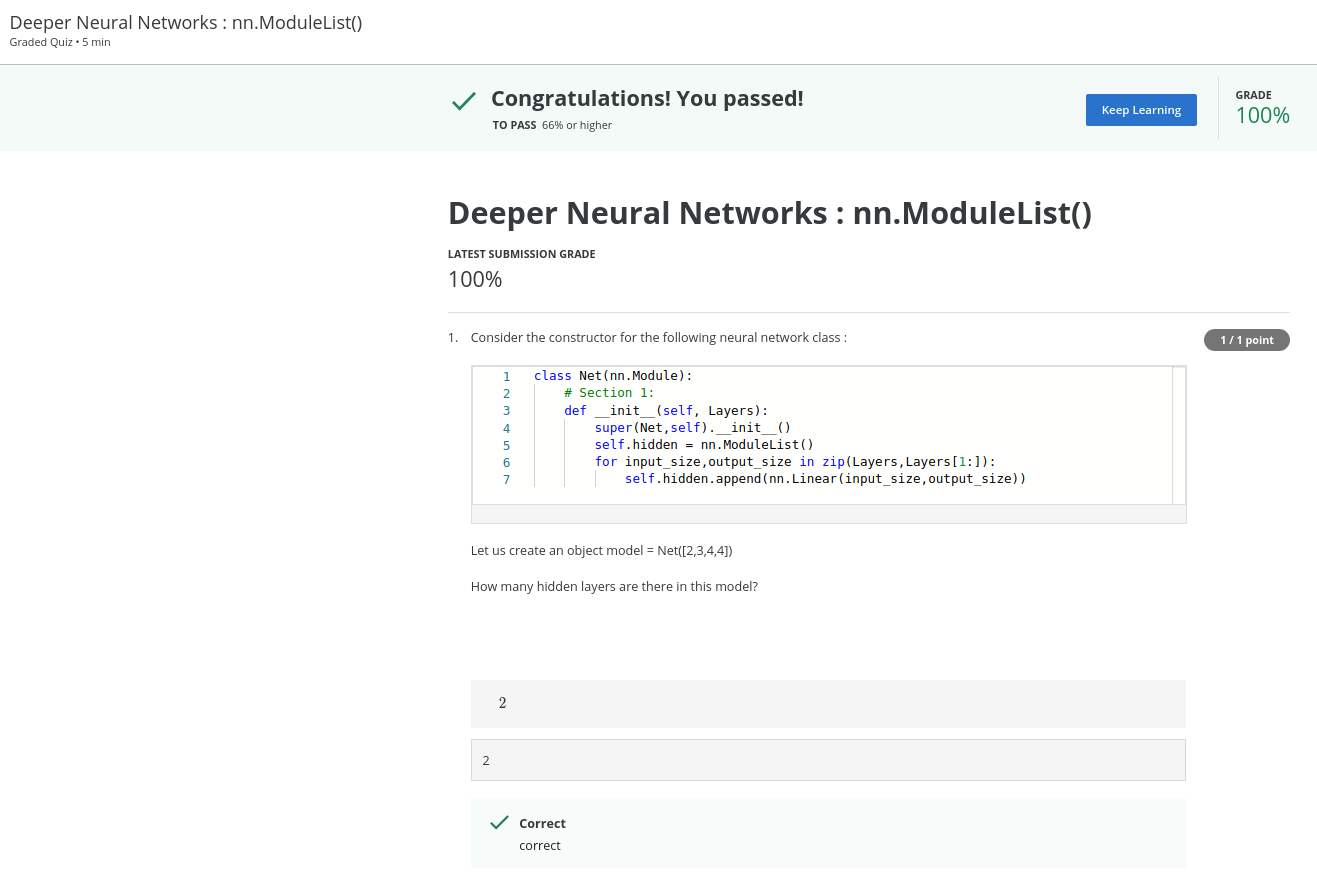 Deeper Neural Networks : nn.ModuleList()
Graded Quiz • 5 min
Congratulations! You passed!
TO PASS 66% or higher
Keep Learning
GRADE
100%
Deeper Neural Networks : nn.ModuleList()
LATEST SUBMISSION GRADE
100%
1. Consider the constructor for the following neural network class :
1 / 1 point
1 class Net(nn.Module):
2     # Section 1:
3     def __init__(self, Layers):
4         super(Net,self).__init__()
5         self.hidden = nn.ModuleList()
6         for input_size,output_size in zip(Layers,Layers[1:]):
7             self.hidden.append(nn.Linear(input_size,output_size))
Let us create an object model = Net([2,3,4,4])
How many hidden layers are there in this model?
2
2
Correct
correct